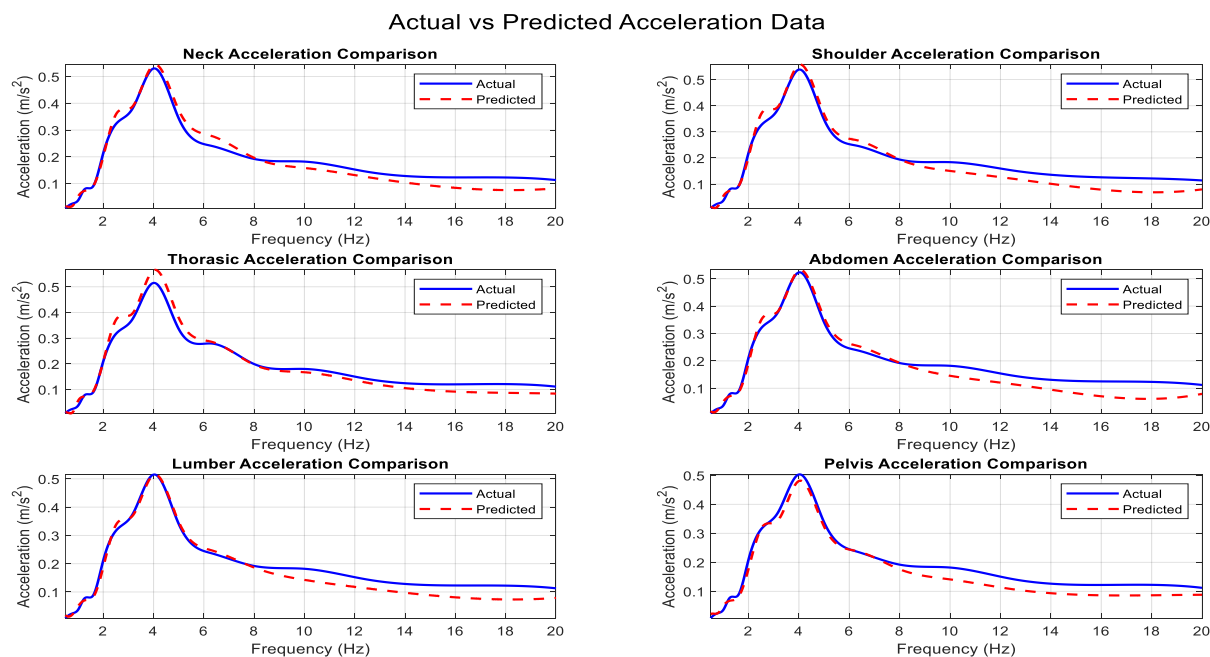 Actual vs Predicted Acceleration Data
Neck Acceleration Comparison
Acceleration (m/s²)
0.5
0.4
0.3
0.2
0.1
Actual
Predicted
2 4 6 8 10 12 14 16 18 20
Frequency (Hz)
Shoulder Acceleration Comparison
Acceleration (m/s²)
0.5
0.4
0.3
0.2
0.1
Actual
Predicted
2 4 6 8 10 12 14 16 18 20
Frequency (Hz)
Thorasic Acceleration Comparison
Acceleration (m/s²)
0.5
0.4
0.3
0.2
0.1
Actual
Predicted
2 4 6 8 10 12 14 16 18 20
Frequency (Hz)
Abdomen Acceleration Comparison
Acceleration (m/s²)
0.5
0.4
0.3
0.2
0.1
Actual
Predicted
2 4 6 8 10 12 14 16 18 20
Frequency (Hz)
Lumber Acceleration Comparison
Acceleration (m/s²)
0.5
0.4
0.3
0.2
0.1
Actual
Predicted
2 4 6 8 10 12 14 16 18 20
Frequency (Hz)
Pelvis Acceleration Comparison
Acceleration (m/s²)
0.5
0.4
0.3
0.2
0.1
Actual
Predicted
2 4 6 8 10 12 14 16 18 20
Frequency (Hz)